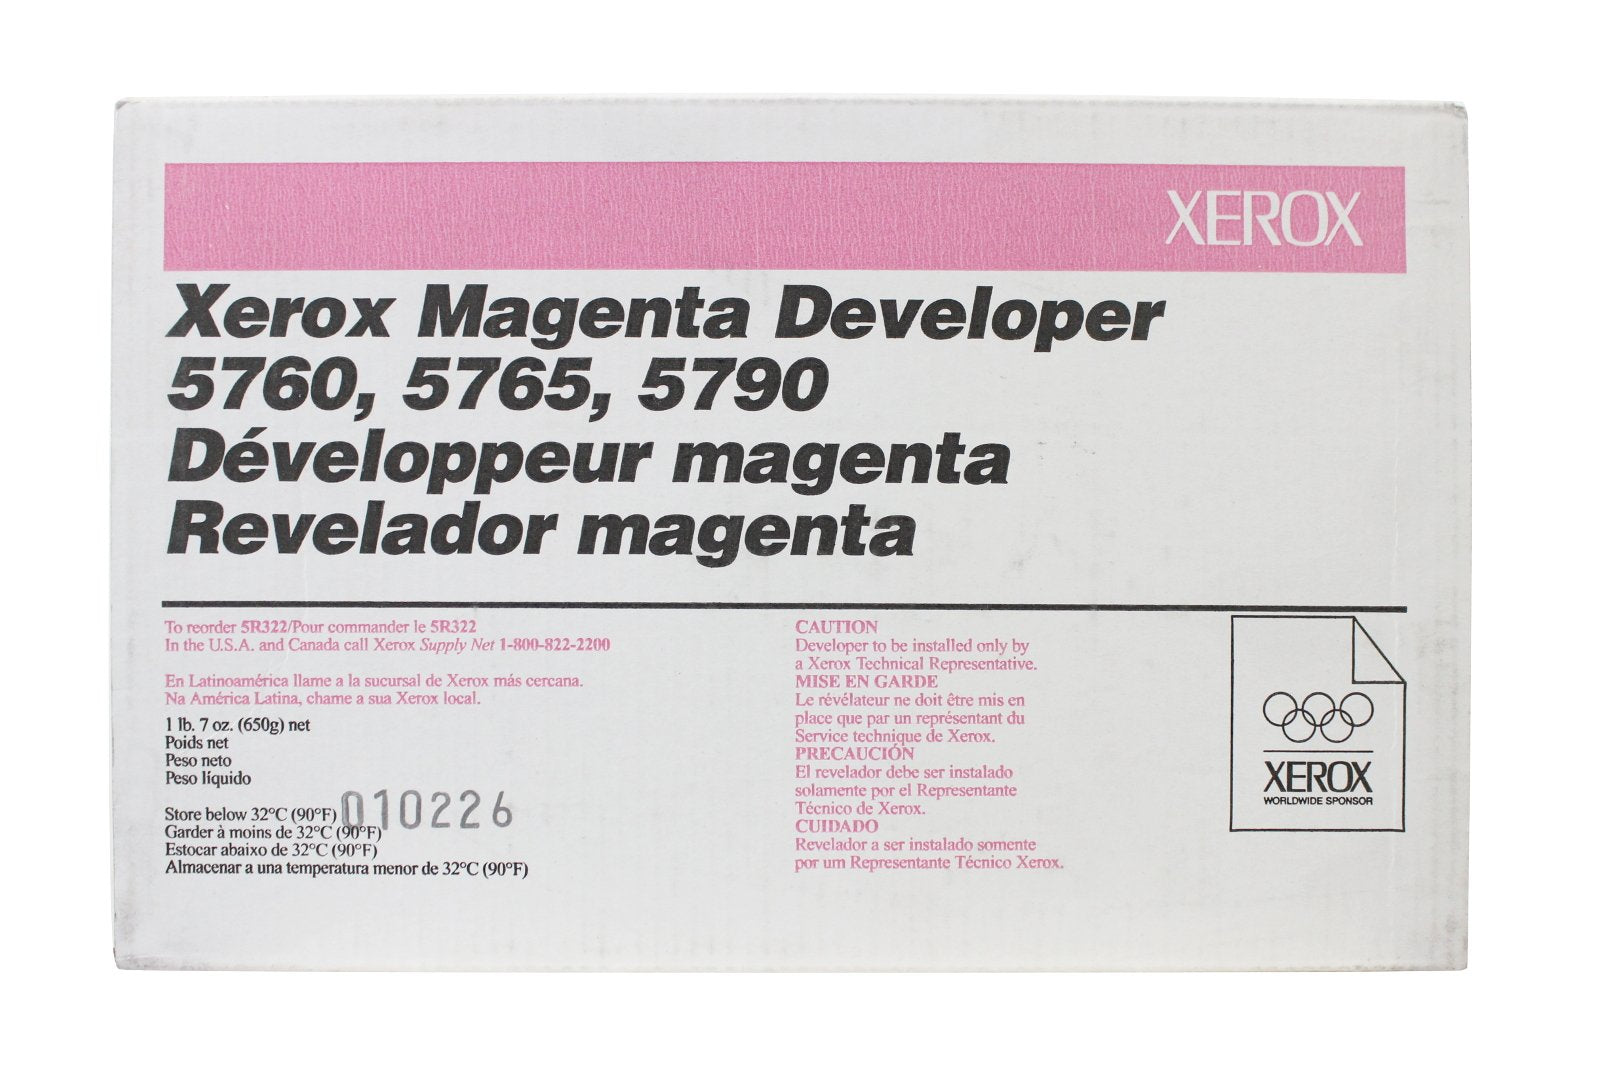 XEROX
Xerox Magenta Developer
5760, 5765, 5790
Développeur magenta
Revelador magenta
To reorder 5R322/Pour commander le 5R322
In the U.S.A. and Canada call Xerox Supply Net 1-800-822-2200
En Latinoamérica llame a la sucursal de Xerox más cercana.
Na América Latina, chame a sua Xerox local.
1 lb. 7 oz. (650g) net
Poids net
Peso neto
Peso líquido
Store below 32°C (90°F)
010226
Garder à moins de 32°C (90°F)
Estocar abaixo de 32°C (90°F)
Almacenar a una temperatura menor de 32°C (90°F)
CAUTION
Developer to be installed only by
a Xerox Technical Representative.
MISE EN GARDE
Le révélateur ne doit être mis en
place que par un représentant du
Service technique de Xerox.
PRECAUCIÓN
El revelador debe ser instalado
solamente por el Representante
Técnico de Xerox.
CUIDADO
Revelador a ser instalado somente
por um Representante Técnico Xerox.
XEROX
WORLDWIDE SPONSOR